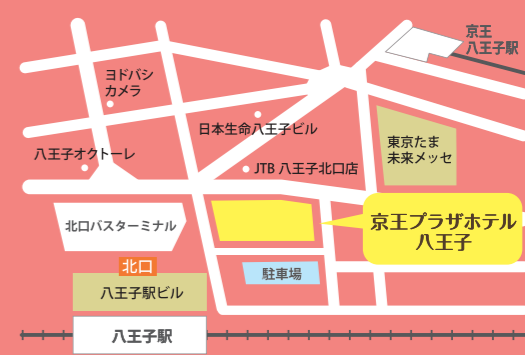 京王
八王子駅
ヨドバシ
カメラ
日本生命八王子ビル
東京たま
未来メッセ
八王子オクトーレ
JTB 八王子北口店
北口バスターミナル
京王プラザホテル
八王子
北口
駐車場
八王子駅ビル
八王子駅